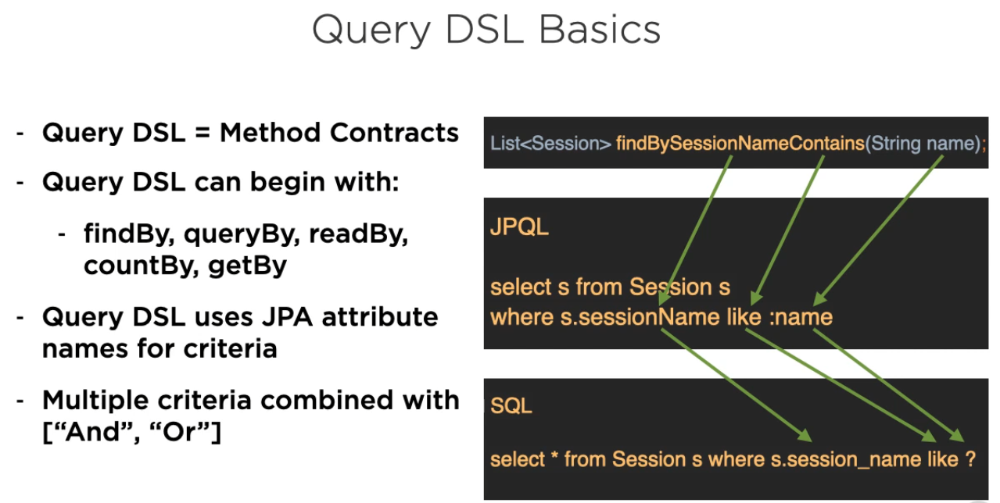 Query DSL Basics
- Query DSL = Method Contracts
- Query DSL can begin with:
- findBy, queryBy, readBy,
countBy, getBy
- Query DSL uses JPA attribute
names for criteria
- Multiple criteria combined with
[“And”, “Or”]
List<Session> findBySessionNameContains(String name);
JPQL
select s from Session s
where s.sessionName like :name
SQL
select * from Session s where s.session_name like ?